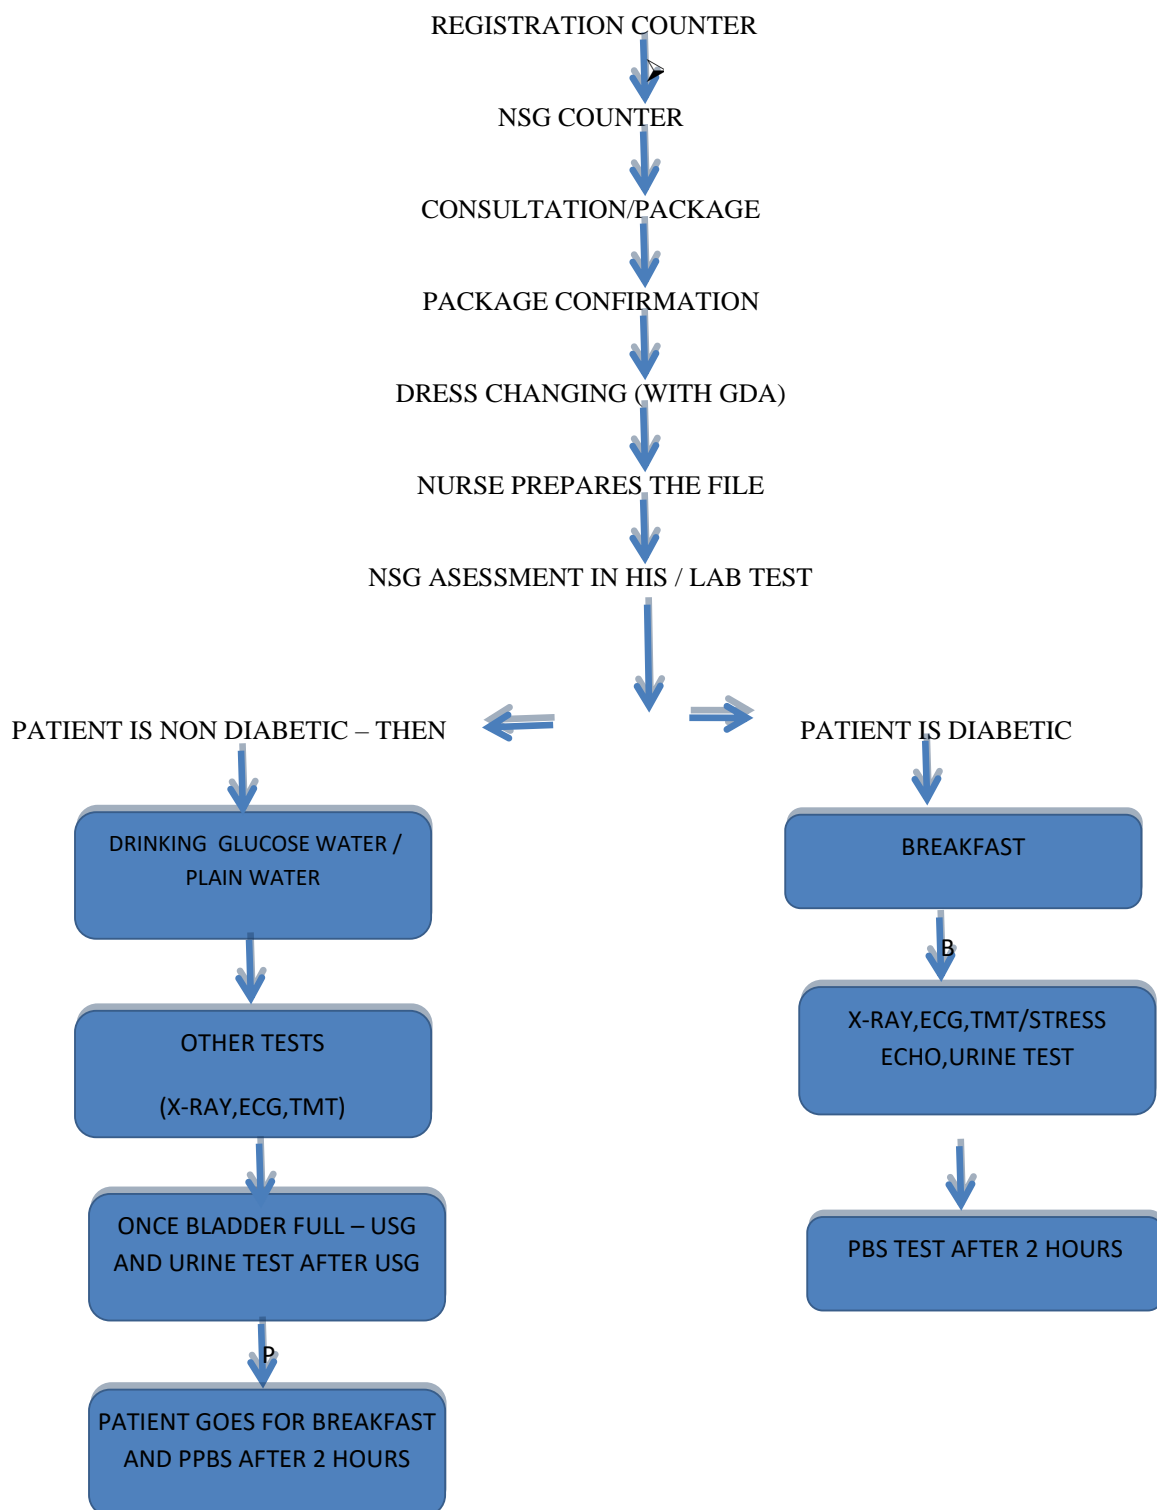 REGISTRATION COUNTER
NSG COUNTER
CONSULTATION/PACKAGE
PACKAGE CONFIRMATION
DRESS CHANGING (WITH GDA)
NURSE PREPARES THE FILE
NSG ASESSMENT IN HIS / LAB TEST
PATIENT IS NON DIABETIC – THEN
DRINKING GLUCOSE WATER /
PLAIN WATER
OTHER TESTS
(X-RAY,ECG,TMT)
ONCE BLADDER FULL – USG
AND URINE TEST AFTER USG
P
PATIENT GOES FOR BREAKFAST
AND PPBS AFTER 2 HOURS
PATIENT IS DIABETIC
BREAKFAST
B
X-RAY,ECG,TMT/STRESS
ECHO,URINE TEST
PBS TEST AFTER 2 HOURS